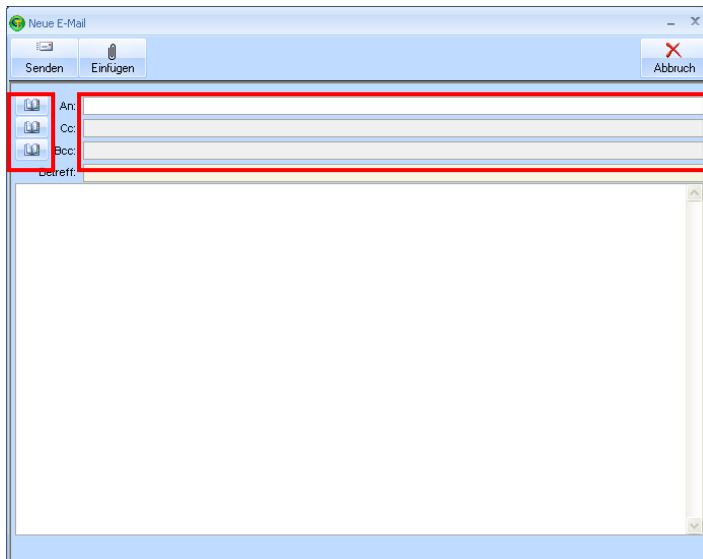 Neue E-Mail
Senden Einfügen Abbruch
An:
Cc:
Bcc:
Betreff: